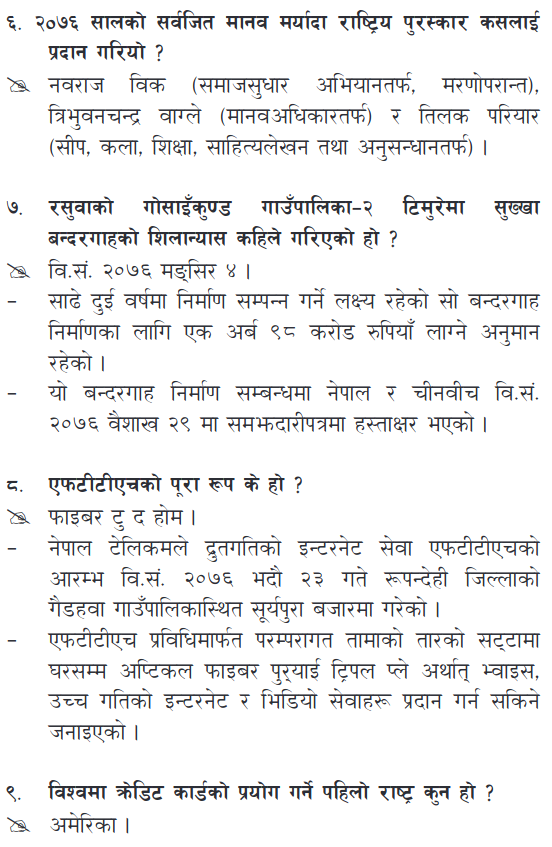 ६. २०७६ सालको सर्वजित मानव मर्यादा राष्ट्रिय पुरस्कार कसलाई
प्रदान गरियो ?
नवराज विक (समाजसुधार अभियानतर्फ, मरणोपरान्त),
त्रिभुवनचन्द्र वाग्ले (मानवअधिकारतर्फ) र तिलक परियार
(सीप, कला, शिक्षा, साहित्यलेखन तथा अनुसन्धानतर्फ) ।
७. रसुवाको गोसाइँकुण्ड गाउँपालिका-२ टिमुरेमा सुख्खा
बन्दरगाहको शिलान्यास कहिले गरिएको हो ?
वि.सं. २०७६ मङ्सिर ४ ।
- साढे दुई वर्षमा निर्माण सम्पन्न गर्ने लक्ष्य रहेको सो बन्दरगाह
निर्माणका लागि एक अर्ब ९८ करोड रुपियाँ लाग्ने अनुमान
रहेको ।
- यो बन्दरगाह निर्माण सम्बन्धमा नेपाल र चीनवीच वि.सं.
२०७६ वैशाख २९ मा समझदारीपत्रमा हस्ताक्षर भएको ।
८. एफटीटीएचको पूरा रूप के हो ?
फाइबर टु द होम ।
- नेपाल टेलिकमले द्रुतगतिको इन्टरनेट सेवा एफटीटीएचको
आरम्भ वि.सं. २०७६ भदौ २३ गते रूपन्देही जिल्लाको
गैडहवा गाउँपालिकास्थित सूर्यपुरा बजारमा गरेको ।
- एफटीटीएच प्रविधिमार्फत परम्परागत तामाको तारको सट्टामा
घरसम्म अप्टिकल फाइबर पुर्‍याई ट्रिपल प्ले अर्थात् भ्वाइस,
उच्च गतिको इन्टरनेट र भिडियो सेवाहरू प्रदान गर्न सकिने
जनाइएको ।
९. विश्वमा क्रेडिट कार्डको प्रयोग गर्ने पहिलो राष्ट्र कुन हो ?
अमेरिका ।